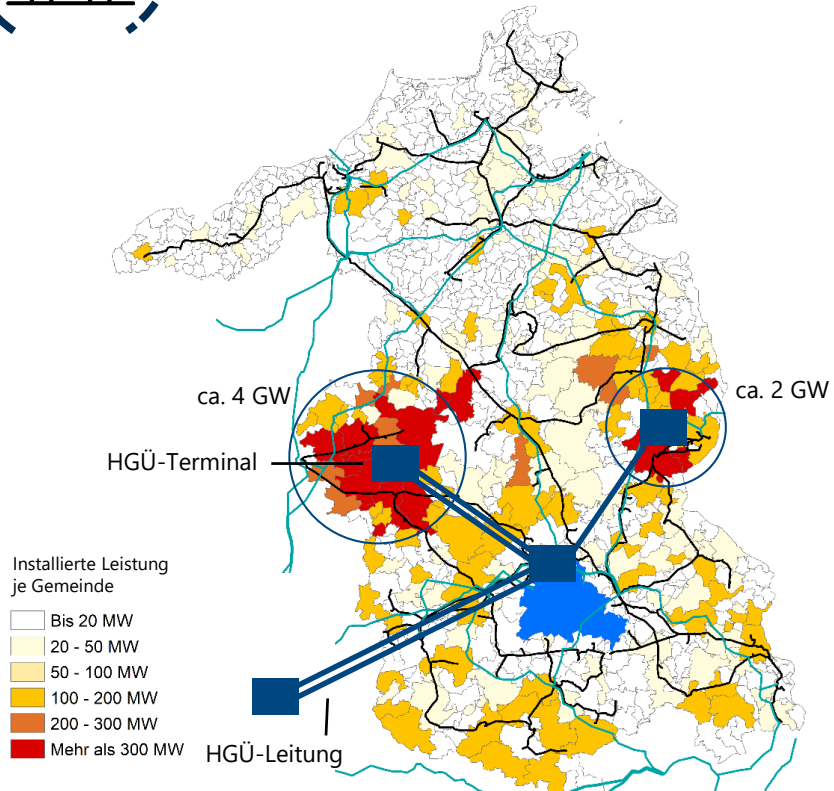 ca. 4 GW
ca. 2 GW
HGÜ-Terminal
Installierte Leistung
je Gemeinde
Bis 20 MW
20 - 50 MW
50 - 100 MW
100 - 200 MW
200 - 300 MW
Mehr als 300 MW
HGÜ-Leitung